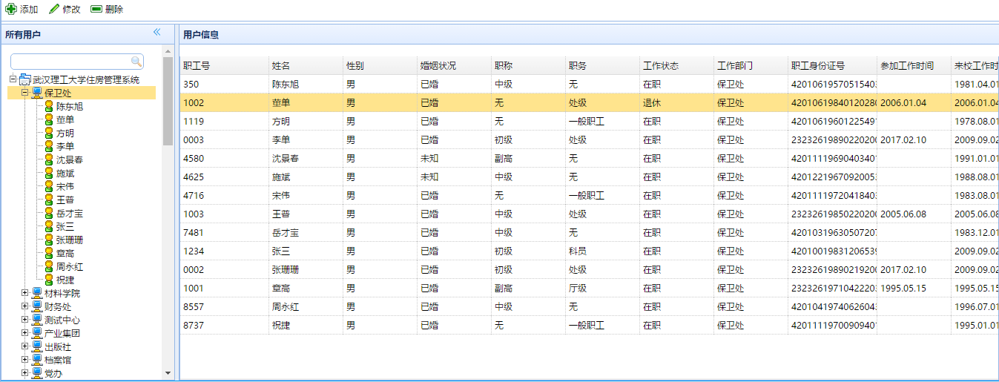 添加 修改 删除
所有用户
武汉理工大学住房管理系统
保卫处
陈东旭
董单
方明
李单
沈景春
施斌
宋伟
王普
岳才宝
张三
张珊珊
章高
周永红
祝捷
材料学院
财务处
测试中心
产业集团
出版社
档案馆
党办
用户信息
职工号 姓名 性别 婚姻状况 职称 职务 工作状态 工作部门 职工身份证号 参加工作时间 来校工作时
350 陈东旭 男 已婚 中级 无 在职 保卫处 4201061957051540 1981.04.01
1002 董单 男 已婚 无 处级 退休 保卫处 4201061984012028 2006.01.04 2006.01.04
1119 方明 男 已婚 无 一般职工 在职 保卫处 4201061960122549 1978.08.01
0003 李单 男 已婚 初级 处级 在职 保卫处 2323261989022020 2017.02.10 2009.09.02
4580 沈景春 男 未知 副高 无 在职 保卫处 4201111969040340 1991.01.01
4625 施斌 男 未知 中级 无 在职 保卫处 4201221967092005 1988.08.01
4716 宋伟 男 已婚 无 一般职工 在职 保卫处 4201111972041840 1983.08.01
1003 王普 男 已婚 中级 处级 在职 保卫处 2323261985022020 2005.06.08 2005.06.08
7481 岳才宝 男 已婚 中级 无 在职 保卫处 4201031963050720 1983.12.01
1234 张三 男 已婚 初级 科员 在职 保卫处 4201001983120653 2009.09.02
0002 张珊珊 男 已婚 初级 处级 在职 保卫处 2323261989021920 2017.02.10 2009.09.02
1001 章高 男 已婚 副高 厅级 在职 保卫处 2323261971042220 1995.05.15 1995.05.15
8557 周永红 男 已婚 中级 无 在职 保卫处 4201041974062604 1996.07.01
8737 祝捷 男 已婚 无 一般职工 在职 保卫处 4201111970090940 1995.01.01